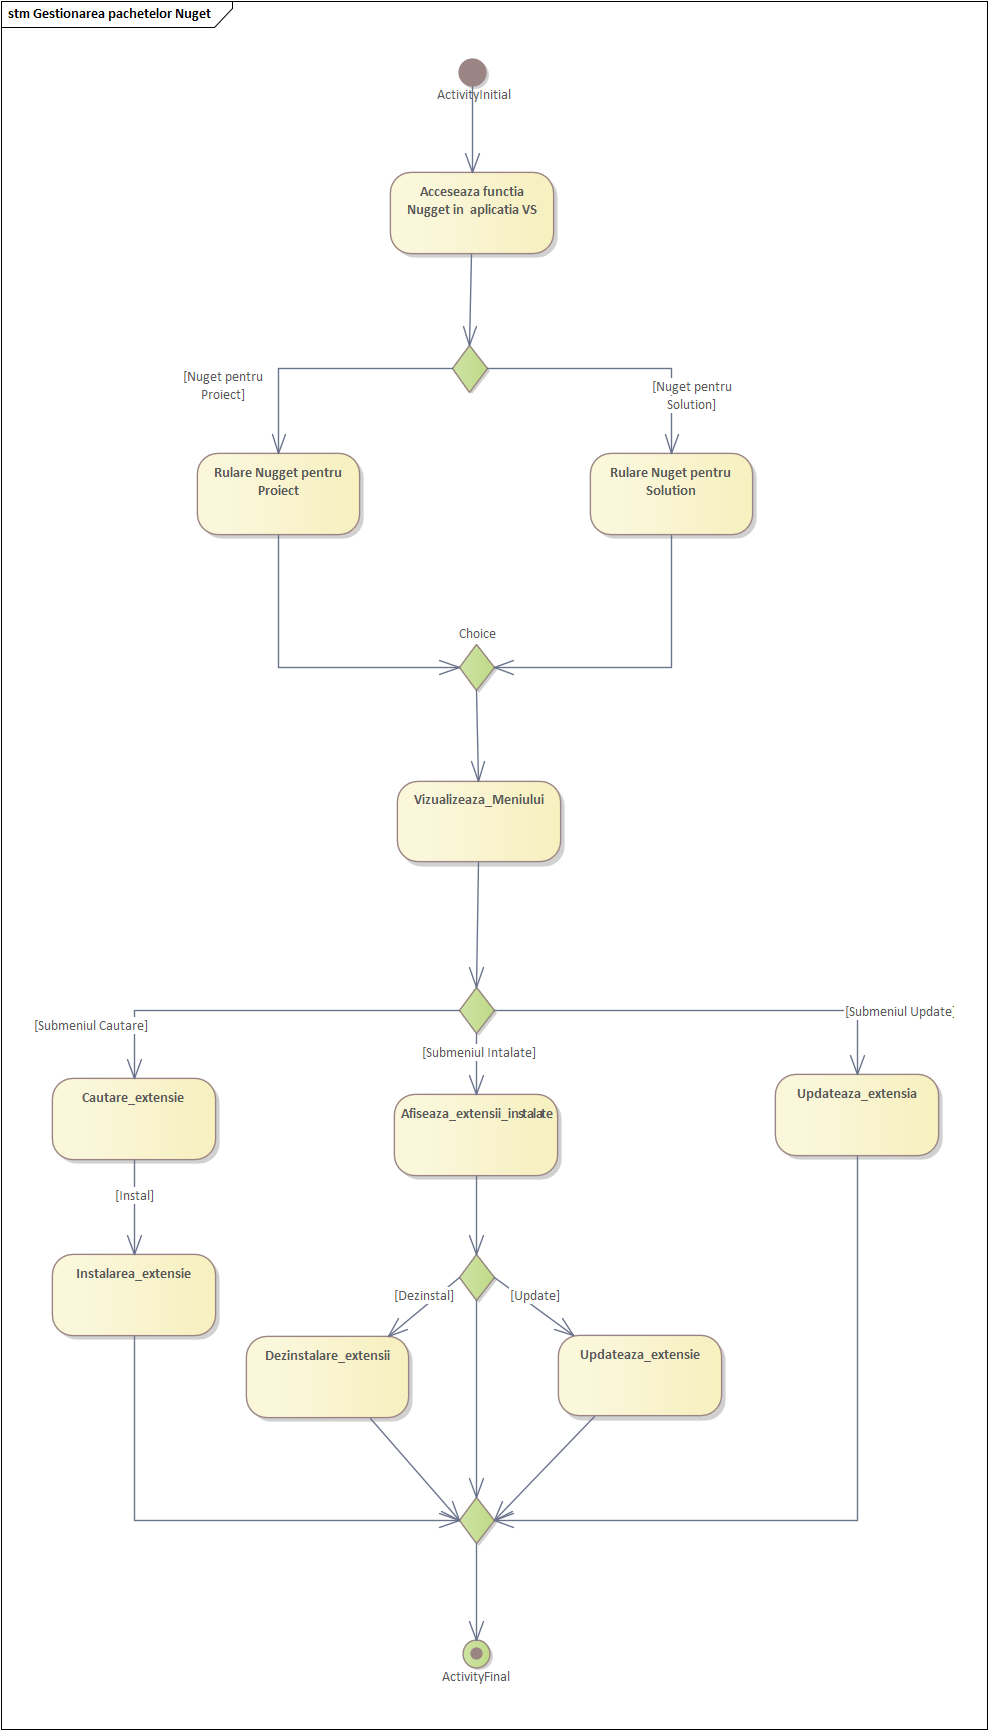 stm Gestionarea pachetelor Nuget
ActivityInitial
Acceseaza functia
Nugget in aplicatia VS
[Nuget pentru
Proiect]
[Nuget pentru
Solution]
Rulare Nugget pentru
Proiect
Rulare Nuget pentru
Solution
Choice
Vizualizeaza_Meniului
[Submeniul Cautare]
[Submeniul Intalate]
[Submeniul Update]
Cautare_extensie
Afiseaza_extensii_instalate
Updateaza_extensia
[Instal]
Instalarea_extensie
[Dezinstal]
[Update]
Dezinstalare_extensii
Updateaza_extensie
ActivityFinal